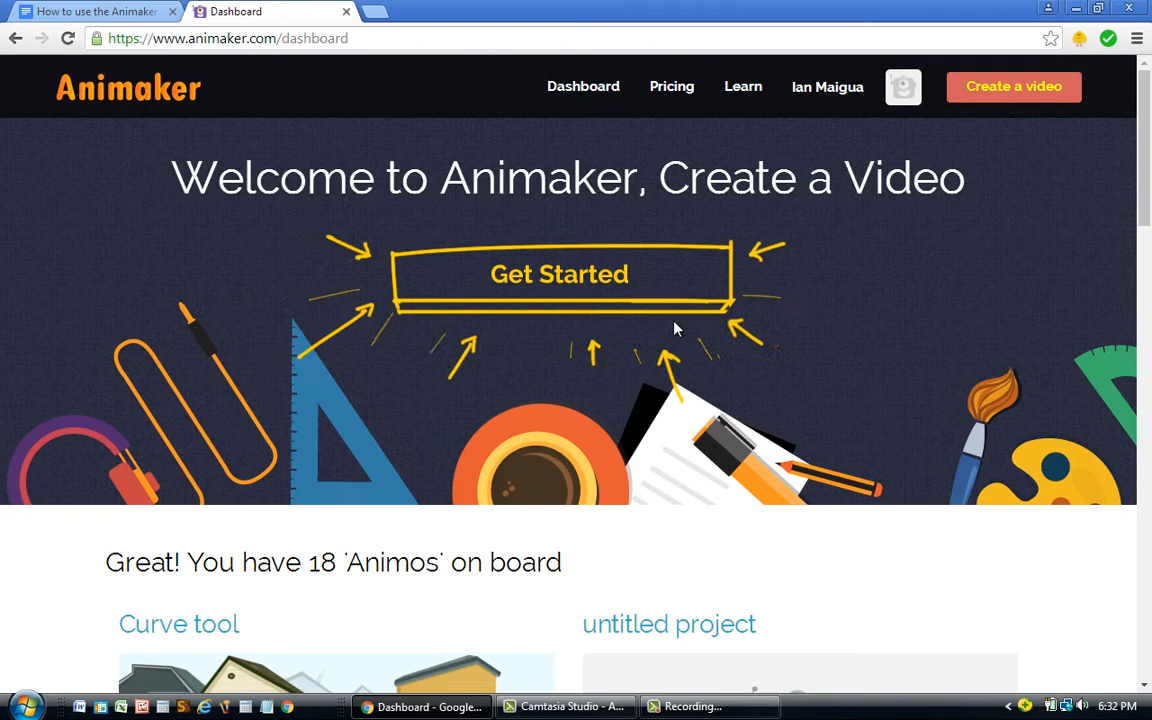 How to use the Animaker
Dashboard
https://www.animaker.com/dashboard
Animaker
Dashboard
Pricing
Learn
Ian Maigua
Create a video
Welcome to Animaker, Create a Video
Get Started
Great! You have 18 'Animos' on board
Curve tool
untitled project
Dashboard - Google...
Camtasia Studio - A...
Recording...
6:32 PM